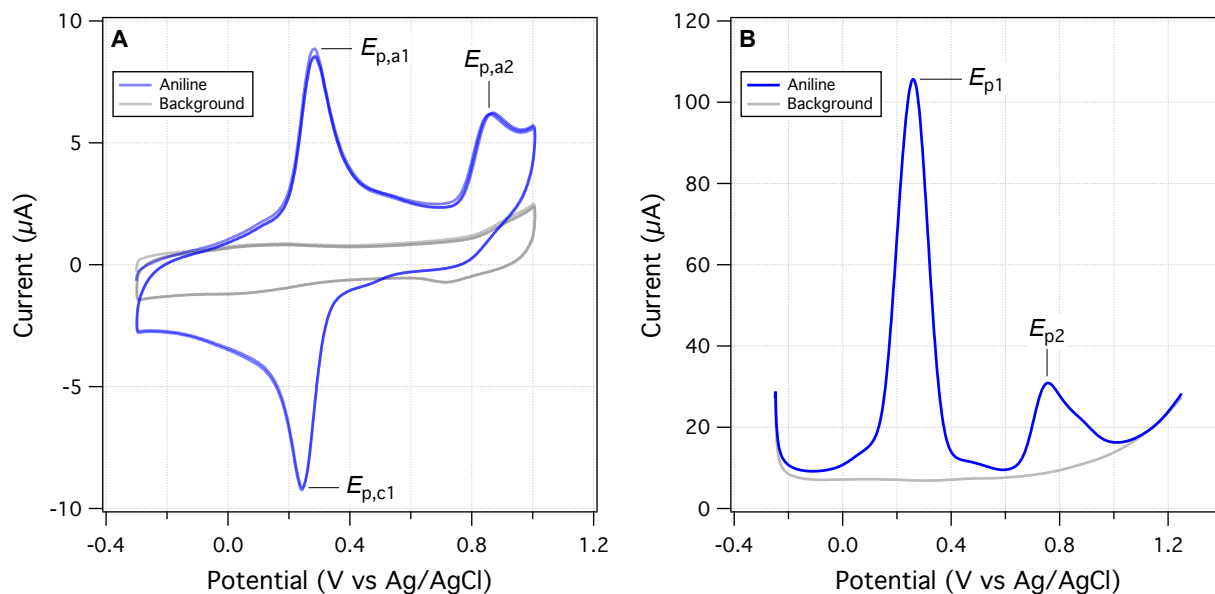 A
Aniline
Background
Ep,a1
Ep,a2
Ep,c1
10
5
0
-5
-10
Current (µA)
-0.4
0.0
0.4
0.8
1.2
Potential (V vs Ag/AgCl)
B
Aniline
Background
Ep1
Ep2
120
100
80
60
40
20
0
Current (µA)
-0.4
0.0
0.4
0.8
1.2
Potential (V vs Ag/AgCl)